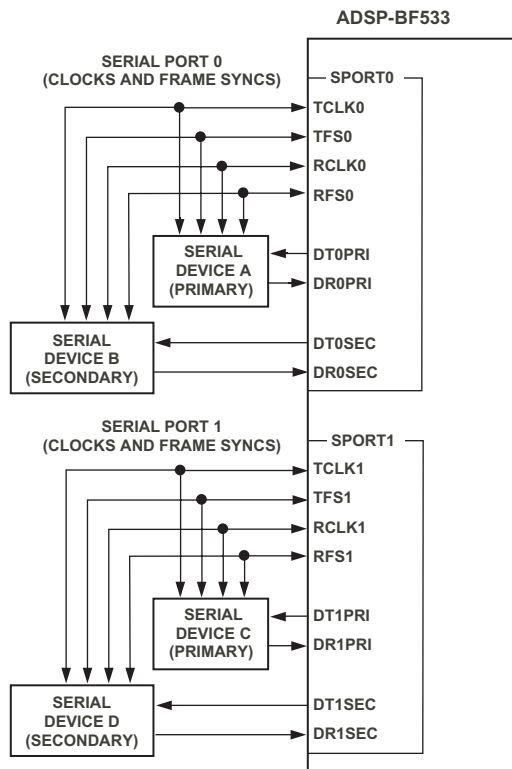 ADSP-BF533
SERIAL PORT 0
(CLOCKS AND FRAME SYNCS)
SPORT0
TCLK0
TFS0
RCLK0
RFS0
SERIAL
DEVICE A
(PRIMARY)
DT0PRI
DR0PRI
SERIAL
DEVICE B
(SECONDARY)
DT0SEC
DR0SEC
SERIAL PORT 1
(CLOCKS AND FRAME SYNCS)
SPORT1
TCLK1
TFS1
RCLK1
RFS1
SERIAL
DEVICE C
(PRIMARY)
DT1PRI
DR1PRI
SERIAL
DEVICE D
(SECONDARY)
DT1SEC
DR1SEC